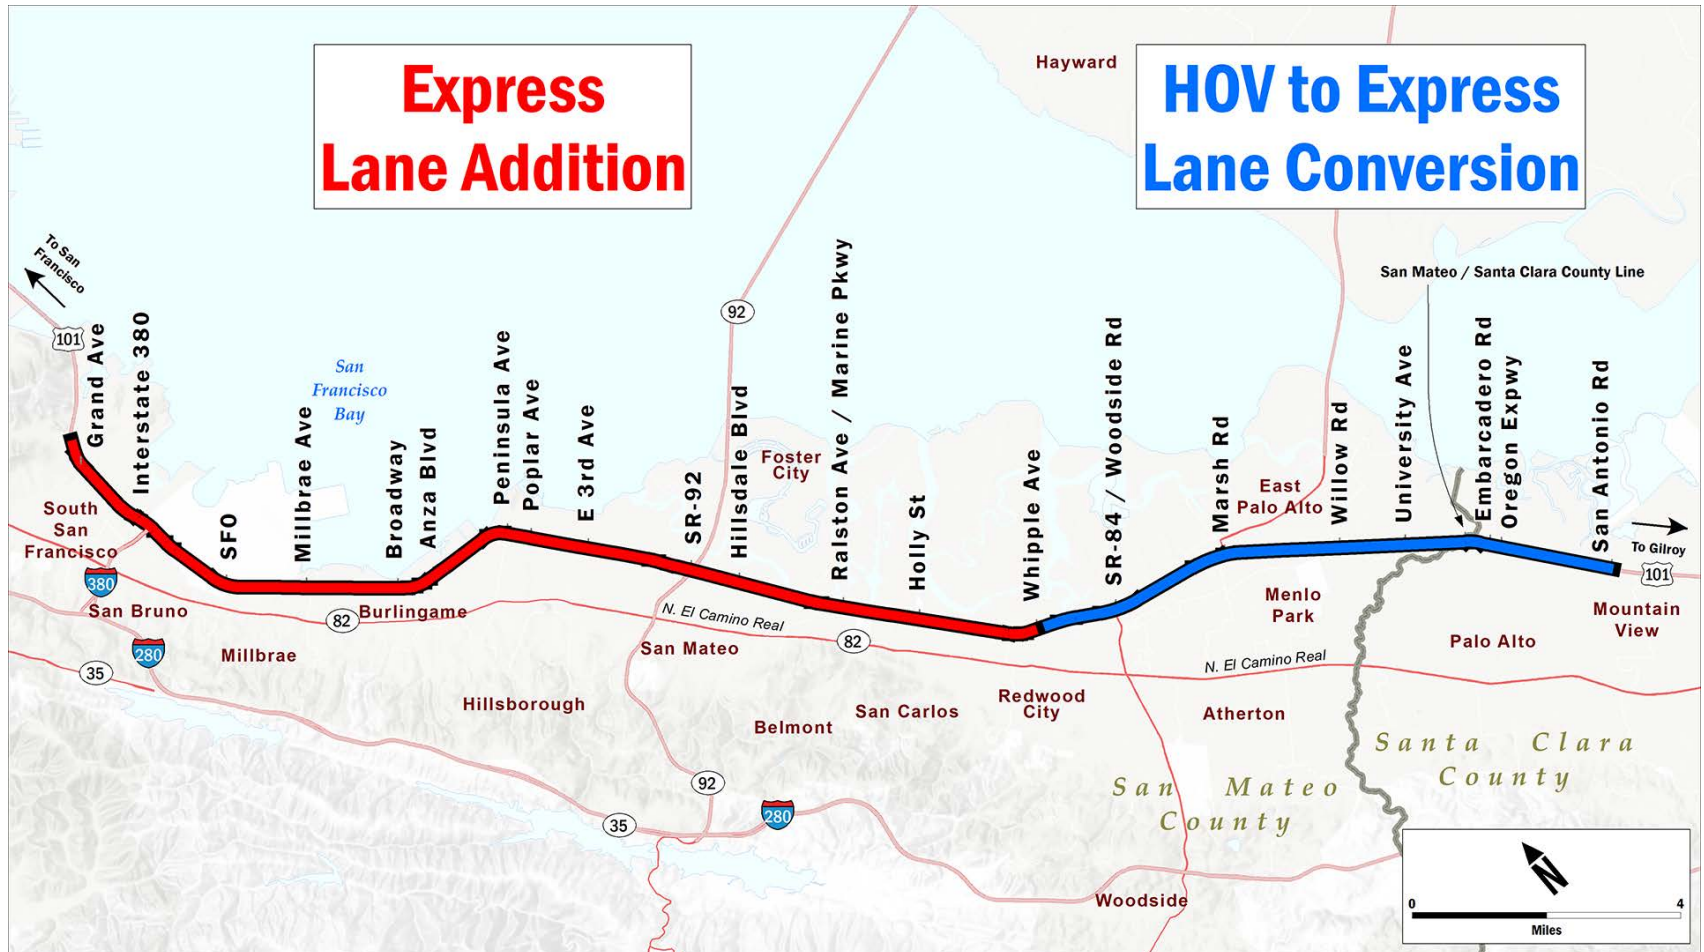 Express
Lane Addition
HOV to Express
Lane Conversion
Hayward
To San
Francisco
San Mateo / Santa Clara County Line
101
92
San
Francisco
Bay
Grand Ave
Interstate 380
SFO
Millbrae Ave
Broadway
Anza Blvd
Peninsula Ave
Poplar Ave
E 3rd Ave
SR-92
Hillsdale Blvd
Ralston Ave / Marine Pkwy
Holly St
Whipple Ave
SR-84 / Woodside Rd
Marsh Rd
Willow Rd
University Ave
Embarcadero Rd
Oregon Expwy
San Antonio Rd
Foster
City
East
Palo Alto
South
San
Francisco
To Gilroy
101
380
San Bruno
82
Burlingame
N. El Camino Real
82
Menlo
Park
Mountain
View
280
Millbrae
San Mateo
N. El Camino Real
Palo Alto
35
Hillsborough
Belmont
San Carlos
Redwood
City
Atherton
Santa Clara
County
San Mateo
County
92
35
280
Woodside
N
0
4
Miles